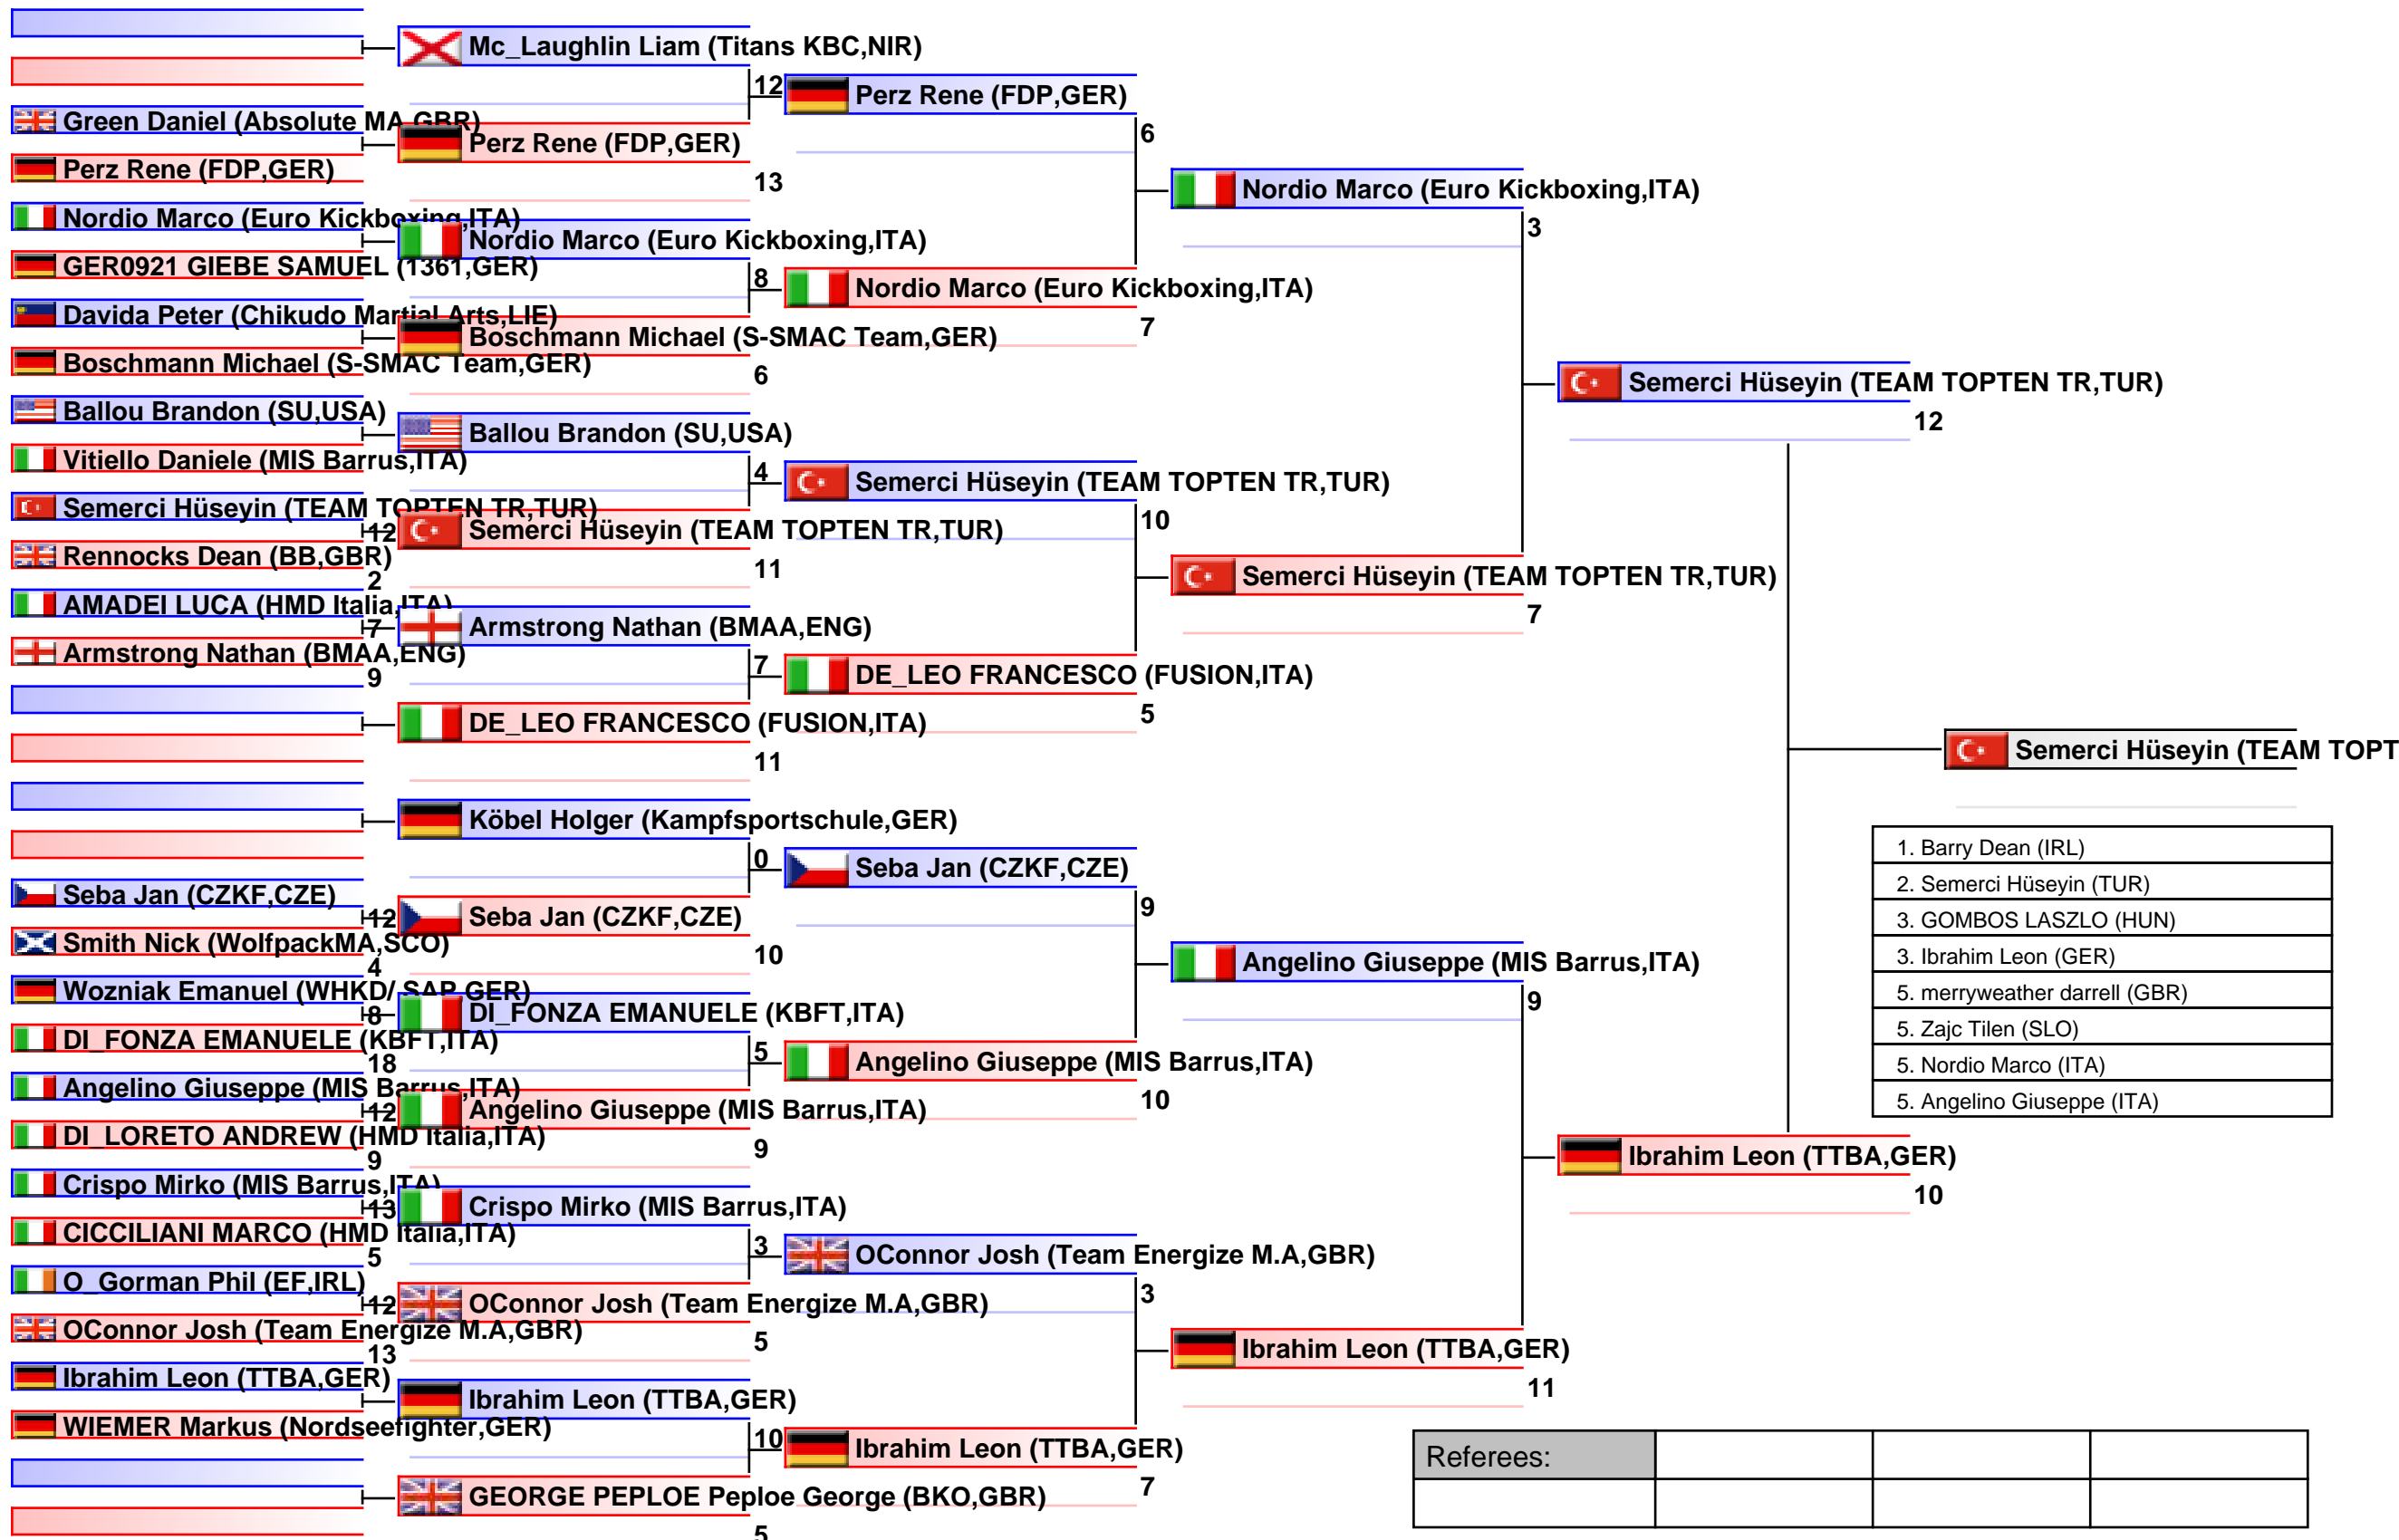 Mc_Laughlin Liam (Titans KBC,NIR)
12
Perz Rene (FDP,GER)
Green Daniel (Absolute MA,GBR)
6
Perz Rene (FDP,GER)
Perz Rene (FDP,GER)
13
Nordio Marco (Euro Kickboxing,ITA)
Nordio Marco (Euro Kickboxing,ITA)
3
Nordio Marco (Euro Kickboxing,ITA)
GER0921 GIEBE SAMUEL (1361,GER)
8
Nordio Marco (Euro Kickboxing,ITA)
7
Davida Peter (Chikudo Martial Arts,LIE)
Boschmann Michael (S-SMAC Team,GER)
Boschmann Michael (S-SMAC Team,GER)
6
Semerci Hüseyin (TEAM TOPTEN TR,TUR)
12
Ballou Brandon (SU,USA)
Ballou Brandon (SU,USA)
Vitiello Daniele (MIS Barrus,ITA)
4
Semerci Hüseyin (TEAM TOPTEN TR,TUR)
10
Semerci Hüseyin (TEAM TOPTEN TR,TUR)
12
Semerci Hüseyin (TEAM TOPTEN TR,TUR)
11
Rennocks Dean (BB,GBR)
2
Semerci Hüseyin (TEAM TOPTEN TR,TUR)
7
AMADEI LUCA (HMD Italia,ITA)
7
Armstrong Nathan (BMAA,ENG)
Armstrong Nathan (BMAA,ENG)
9
7
DE_LEO FRANCESCO (FUSION,ITA)
5
DE_LEO FRANCESCO (FUSION,ITA)
11
Semerci Hüseyin (TEAM TOPT
Köbel Holger (Kampfsportschule,GER)
0
Seba Jan (CZKF,CZE)
9
Seba Jan (CZKF,CZE)
12
Seba Jan (CZKF,CZE)
10
Smith Nick (WolfpackMA,SCO)
4
Angelino Giuseppe (MIS Barrus,ITA)
9
Wozniak Emanuel (WHKD/ SAP,GER)
8
DI_FONZA EMANUELE (KBFT,ITA)
DI_FONZA EMANUELE (KBFT,ITA)
18
5
Angelino Giuseppe (MIS Barrus,ITA)
10
Angelino Giuseppe (MIS Barrus,ITA)
12
Angelino Giuseppe (MIS Barrus,ITA)
9
DI_LORETO ANDREW (HMD Italia,ITA)
9
1. Barry Dean (IRL)
2. Semerci Hüseyin (TUR)
3. GOMBOS LASZLO (HUN)
3. Ibrahim Leon (GER)
5. merryweather darrell (GBR)
5. Zajc Tilen (SLO)
5. Nordio Marco (ITA)
5. Angelino Giuseppe (ITA)
Ibrahim Leon (TTBA,GER)
10
Crispo Mirko (MIS Barrus,ITA)
13
Crispo Mirko (MIS Barrus,ITA)
CICCILIANI MARCO (HMD Italia,ITA)
5
3
OConnor Josh (Team Energize M.A,GBR)
3
O_Gorman Phil (EF,IRL)
12
OConnor Josh (Team Energize M.A,GBR)
5
OConnor Josh (Team Energize M.A,GBR)
13
Ibrahim Leon (TTBA,GER)
11
Ibrahim Leon (TTBA,GER)
Ibrahim Leon (TTBA,GER)
WIEMER Markus (Nordseefighter,GER)
10
Ibrahim Leon (TTBA,GER)
7
GEORGE PEPLOE Peploe George (BKO,GBR)
5
Referees: